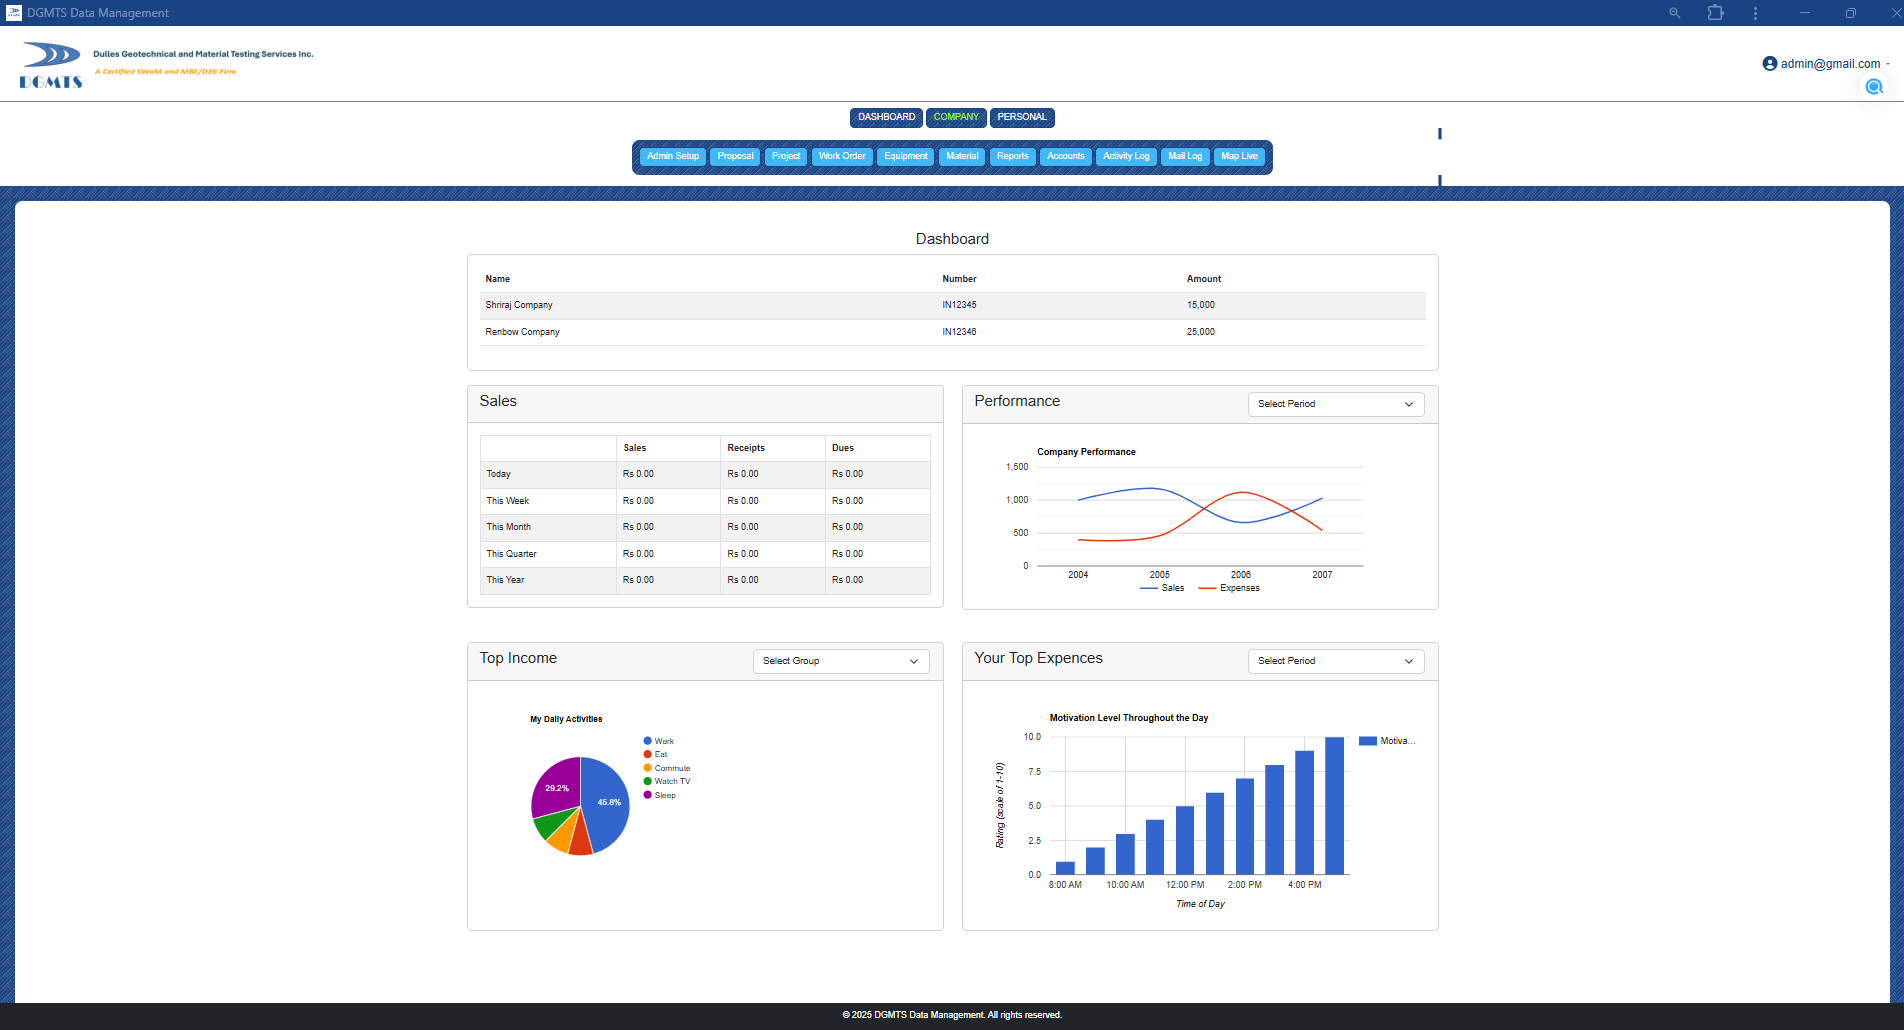 DGMTS Data Management
Dulles Geotechnical and Material Testing Services Inc.
A Certified SWaM and MBE/DBE Firm
DGMTS
admin@gmail.com
DASHBOARD COMPANY PERSONAL
Admin Setup Proposal Project Work Order Equipment Material Reports Accounts Activity Log Mail Log Map Live
Dashboard
Name Number Amount
Shriraj Company IN12345 15,000
Renbow Company IN12346 25,000
Sales
Sales Receipts Dues
Today Rs 0.00 Rs 0.00 Rs 0.00
This Week Rs 0.00 Rs 0.00 Rs 0.00
This Month Rs 0.00 Rs 0.00 Rs 0.00
This Quarter Rs 0.00 Rs 0.00 Rs 0.00
This Year Rs 0.00 Rs 0.00 Rs 0.00
Performance Select Period
Company Performance
1,500
1,000
500
0
2004 2005 2006 2007
Sales Expenses
Top Income Select Group
My Daily Activities
Work
Eat
Commute
Watch TV
Sleep
29.2%
45.8%
Your Top Expences Select Period
Motivation Level Throughout the Day
10.0
7.5
5.0
2.5
0.0
Rating (scale of 1-10)
Motiva...
8:00 AM 10:00 AM 12:00 PM 2:00 PM 4:00 PM
Time of Day
© 2025 DGMTS Data Management. All rights reserved.